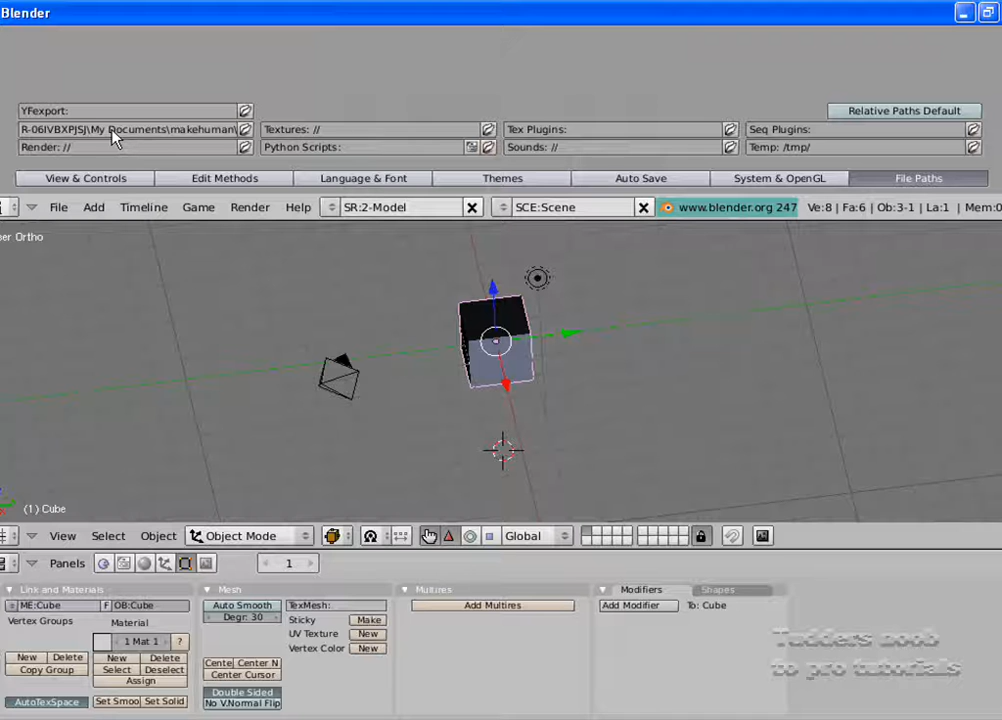 Blender
YFexport:
R-06IVBXPJSJ\My Documents\makehuman\
Textures: //
Tex Plugins:
Seq Plugins:
Relative Paths Default
Render: //
Python Scripts:
Sounds: //
Temp: /tmp/
View & Controls
Edit Methods
Language & Font
Themes
Auto Save
System & OpenGL
File Paths
File Add Timeline Game Render Help
SR:2-Model
SCE:Scene
www.blender.org 247
Ve:8 | Fa:6 | Ob:3-1 | La:1 | Mem:0
er Ortho
(1) Cube
View Select Object
Object Mode
Global
Panels
1
Link and Materials
Mesh
Multires
Modifiers
Shapes
ME:Cube
F
OB:Cube
Auto Smooth
TexMesh:
Add Multires
Add Modifier
To: Cube
Vertex Groups
Material
Degr: 30
Sticky
Make
UV Texture
New
1 Mat 1
?
Vertex Color
New
New
Delete
New
Delete
Cente
Center N
Copy Group
Select
Deselect
Center Cursor
Assign
Double Sided
AutoTexSpace
Set Smoo
Set Solid
No V.Normal Flip
Tudders noob
to pro tutorials